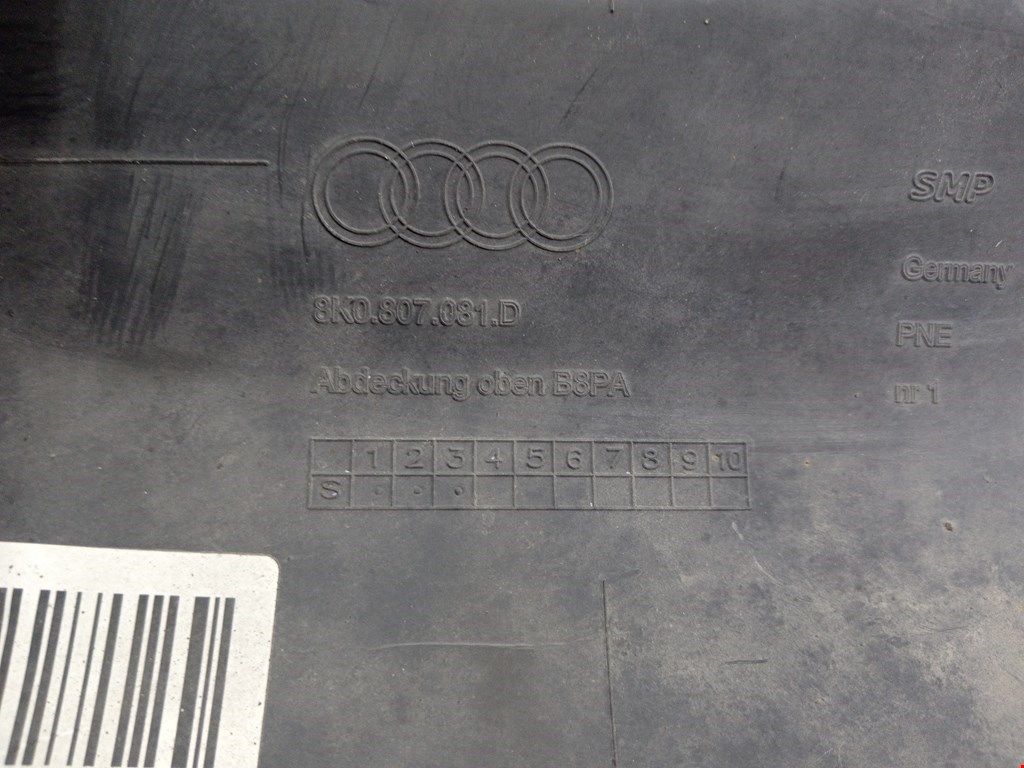 8K0.807.081.D
Abdeckung oben B8PA
1 2 3 4 5 6 7 8 9 10
S
SMP
Germany
PNE
nr 1